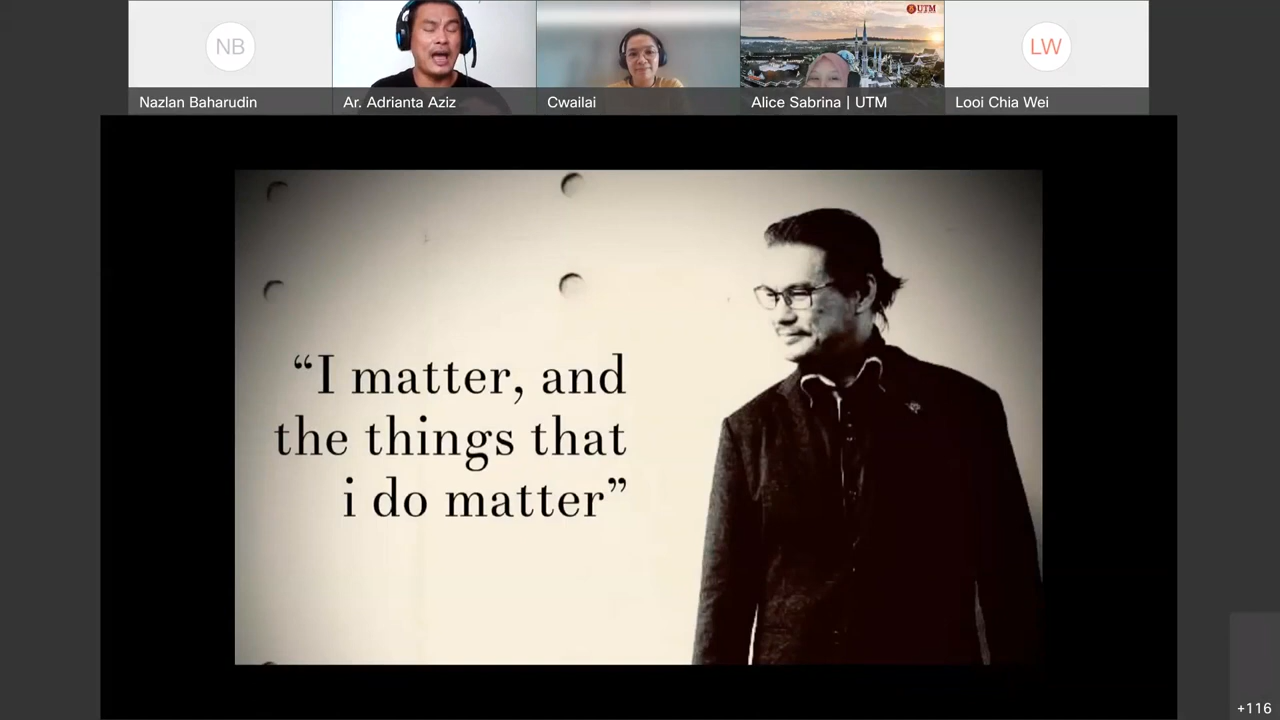 UTM
NB
LW
Nazlan Baharudin
Ar. Adrianta Aziz
Cwailai
Alice Sabrina | UTM
Looi Chia Wei
“I matter, and
the things that
i do matter”
+116